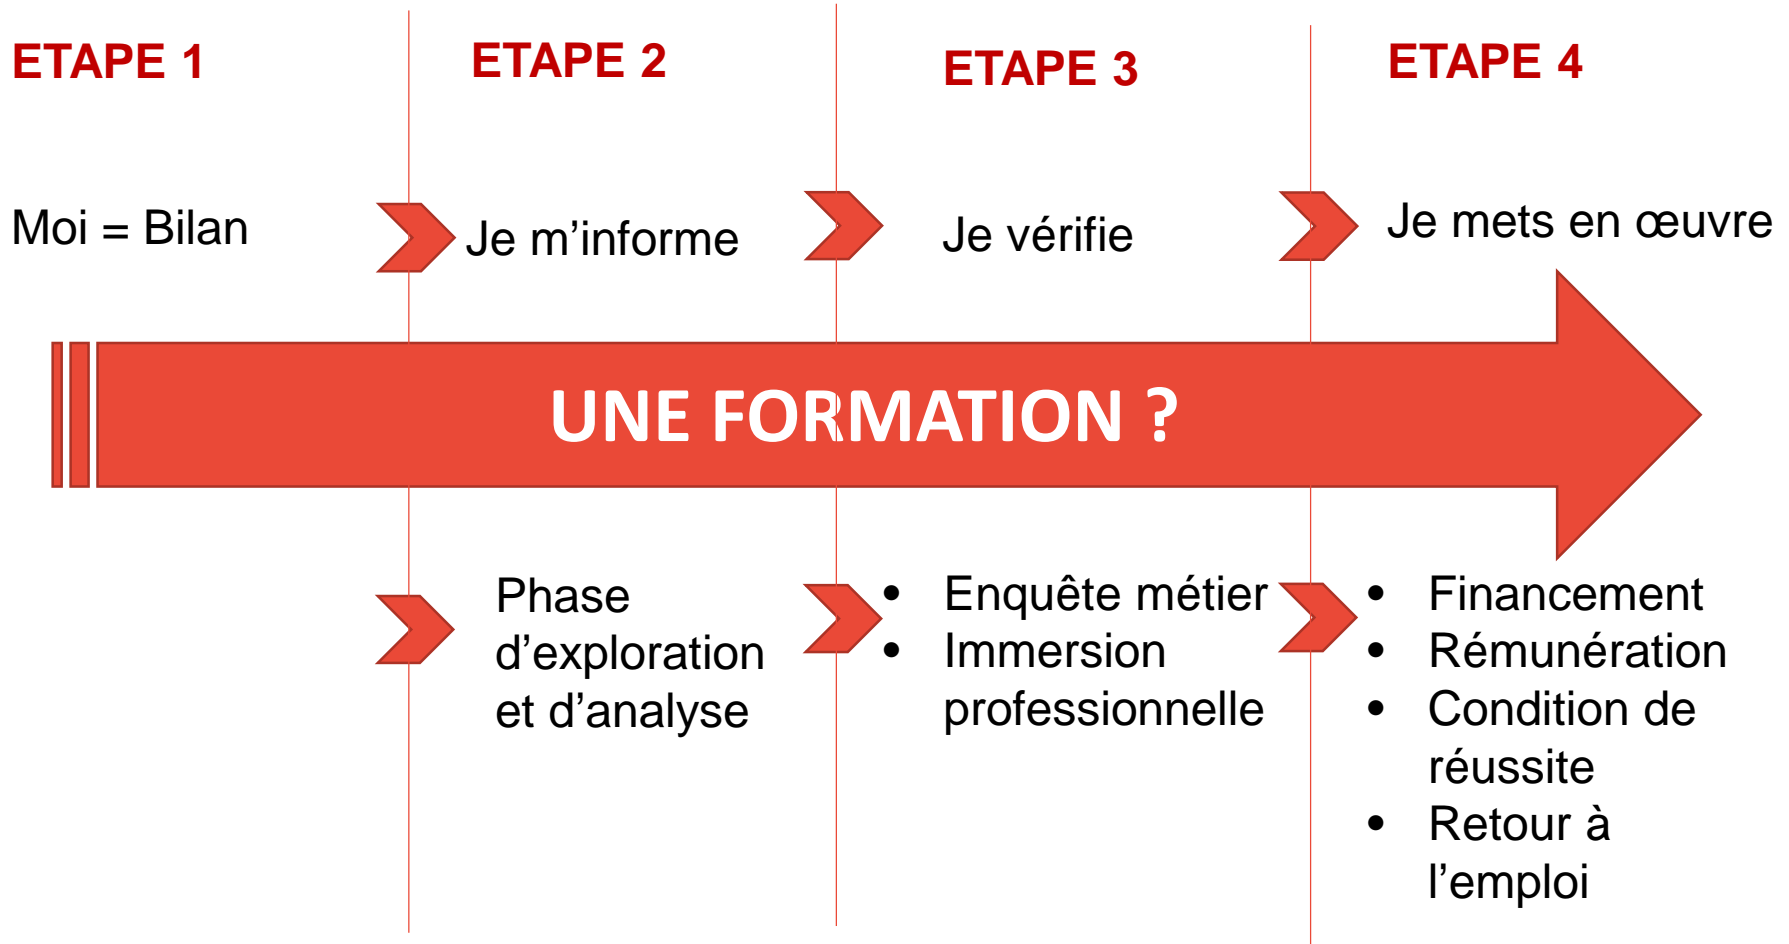 ETAPE 1
ETAPE 2
ETAPE 3
ETAPE 4
Moi = Bilan
Je m’informe
Je vérifie
Je mets en œuvre
UNE FORMATION ?
Phase
d’exploration
et d’analyse
• Enquête métier
• Immersion
professionnelle
• Financement
• Rémunération
• Condition de
réussite
• Retour à
l’emploi